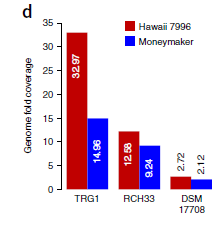 d
Hawaii 7996
Moneymaker
Genome fold coverage
35
30
25
20
15
10
5
0
32.97
14.96
12.58
9.24
2.72
2.12
TRG1
RCH33
DSM
17708